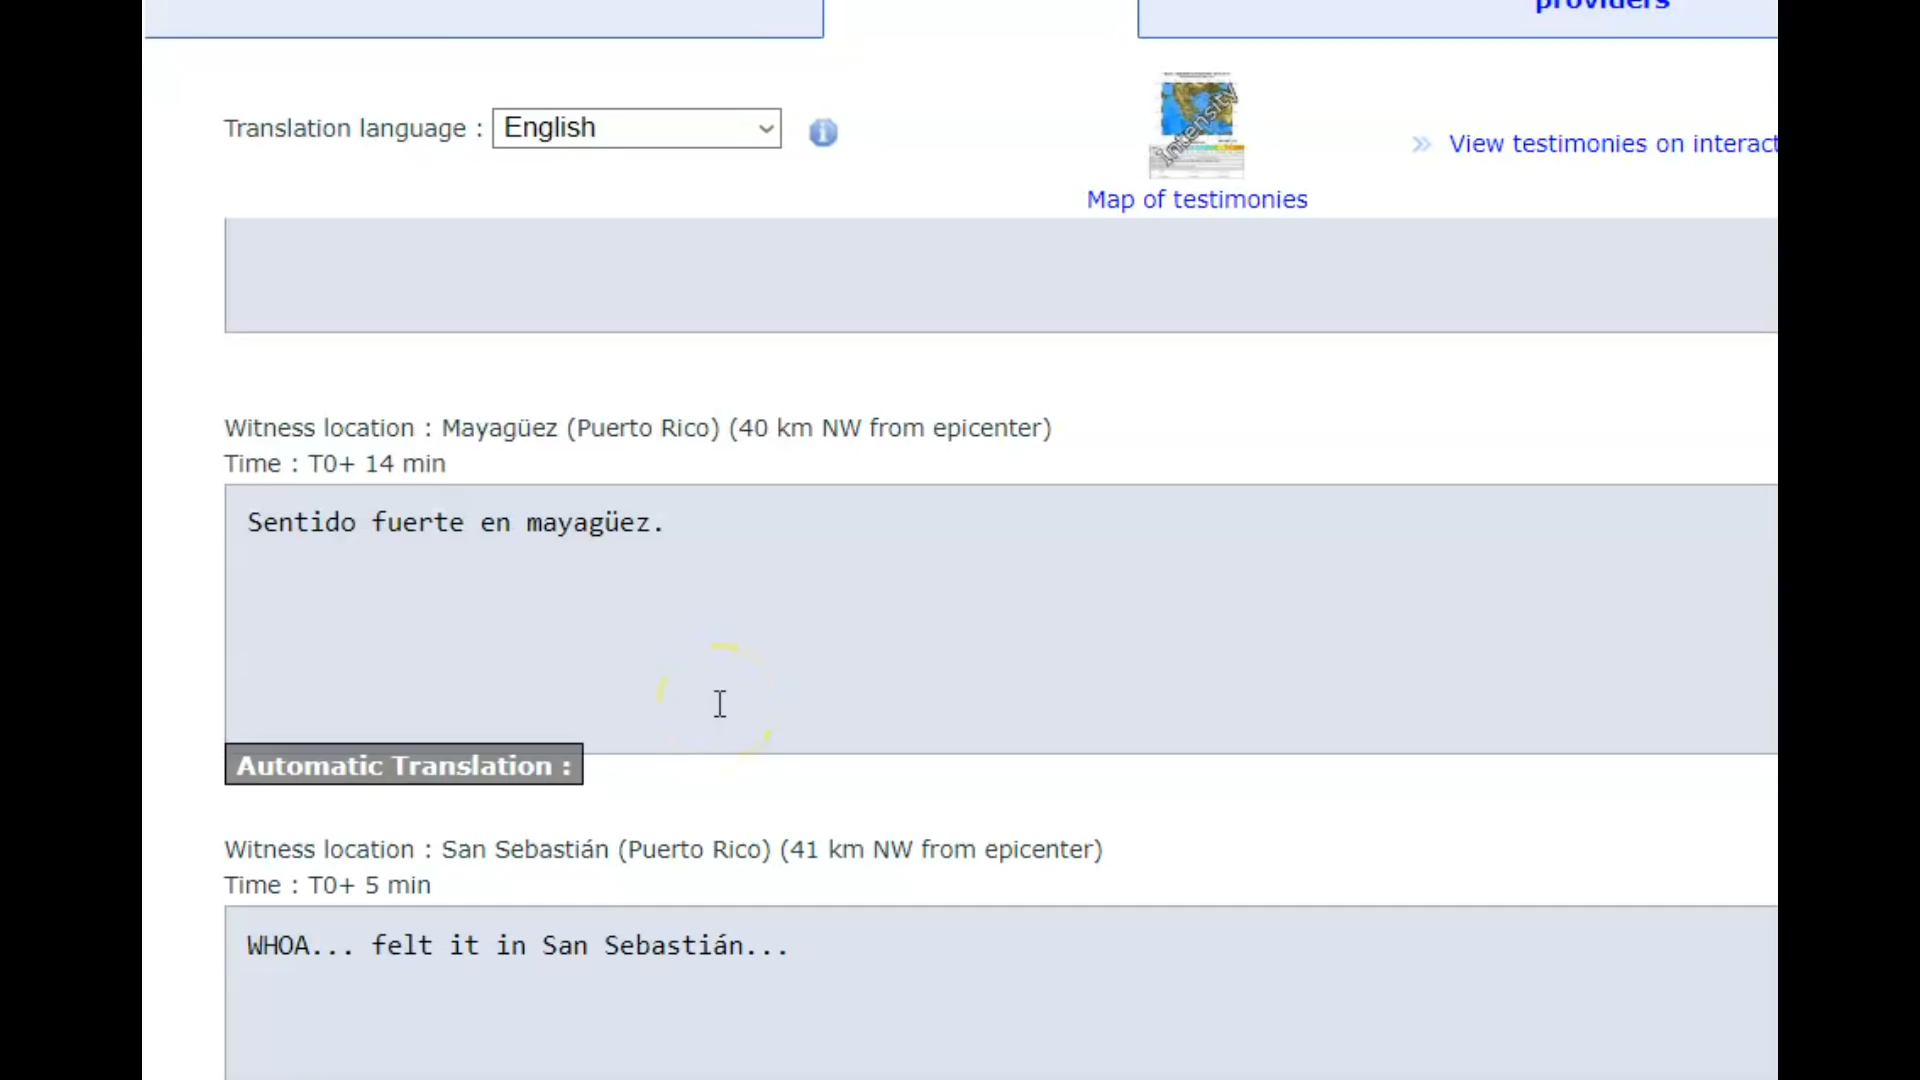 providers
Translation language : English
intensity
View testimonies on interact
Map of testimonies
Witness location : Mayagüez (Puerto Rico) (40 km NW from epicenter)
Time : T0+ 14 min
Sentido fuerte en mayagüez.
Automatic Translation :
Witness location : San Sebastián (Puerto Rico) (41 km NW from epicenter)
Time : T0+ 5 min
WHOA... felt it in San Sebastián...